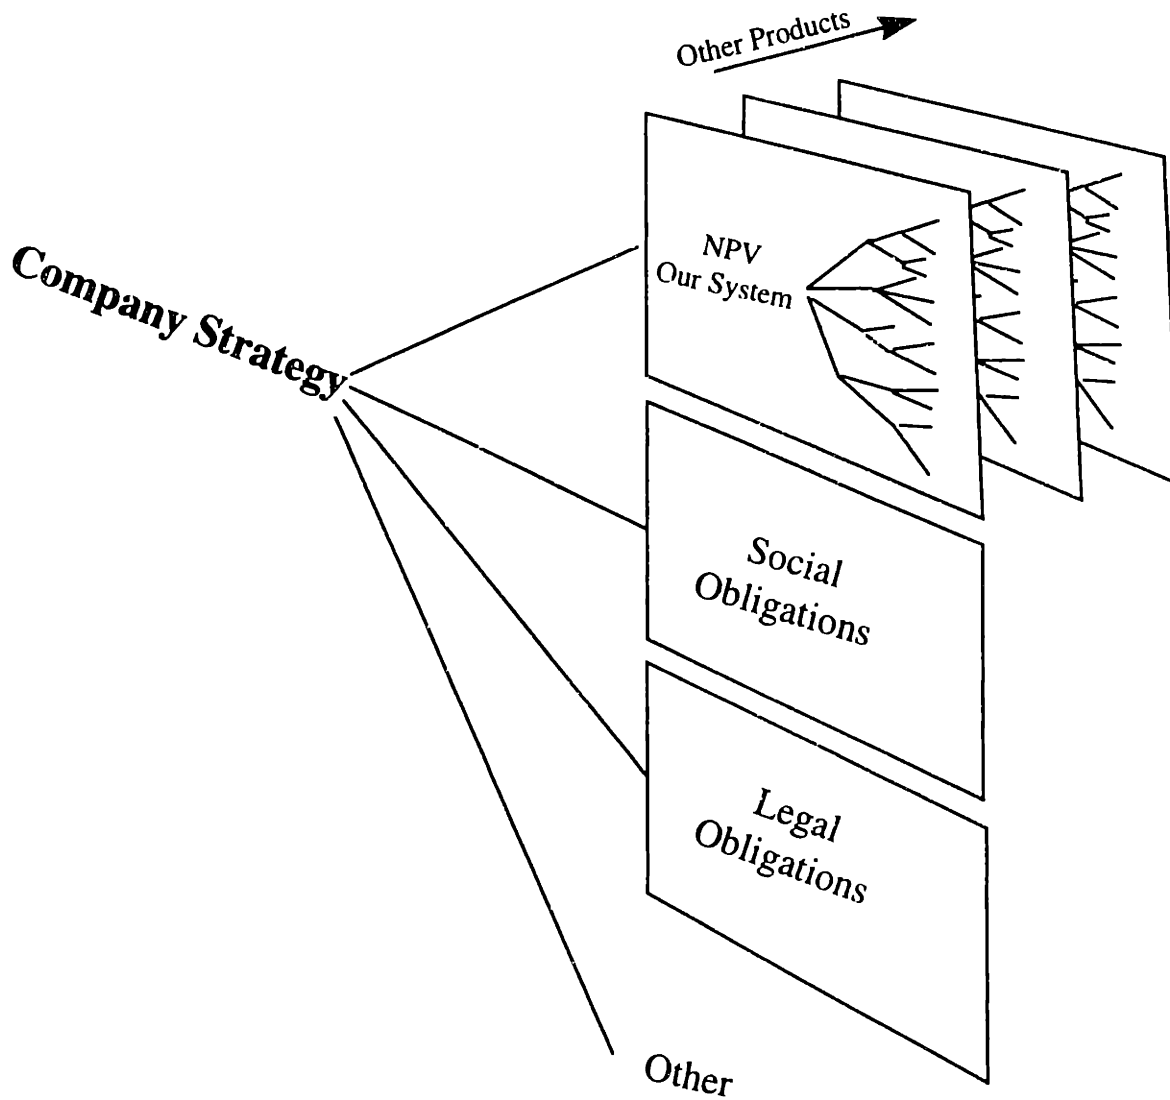 Other Products
NPV
Our System
Company Strategy
Social
Obligations
Legal
Obligations
Other